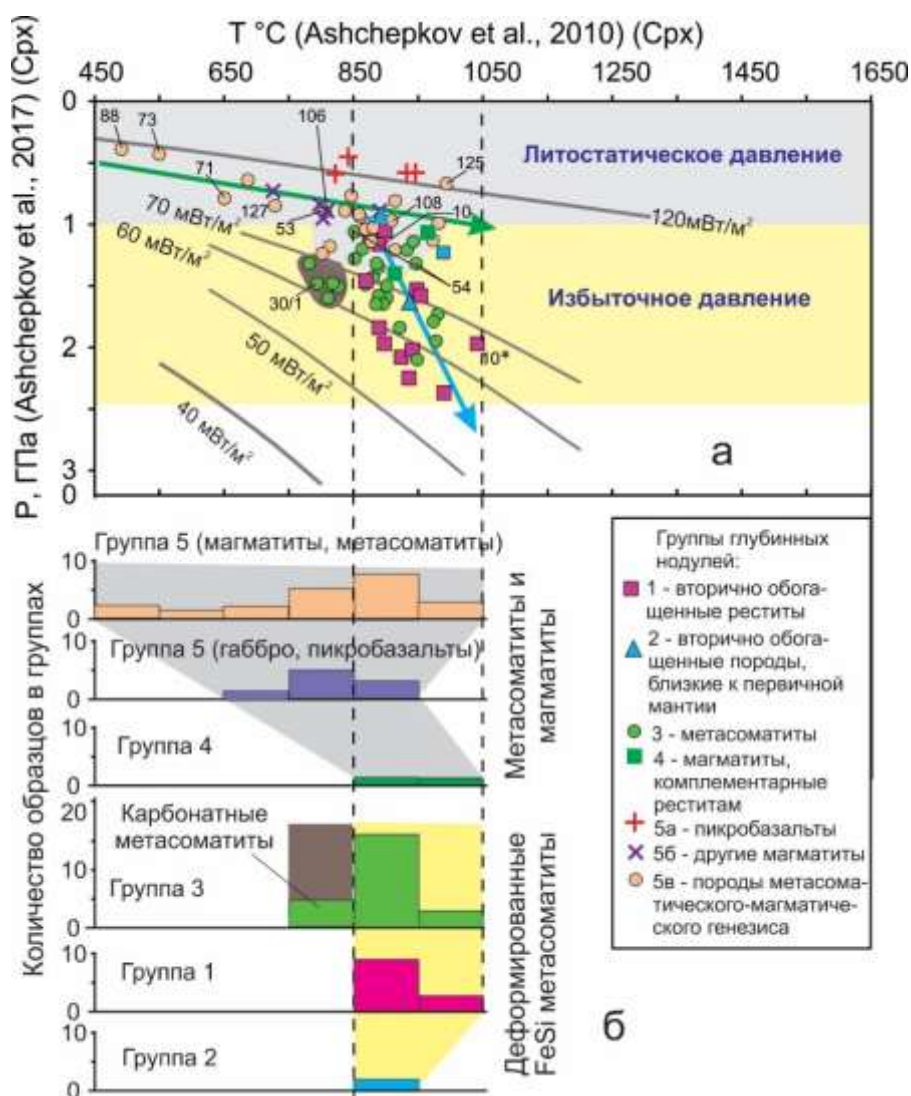 T °C (Ashchepkov et al., 2010) (Cpx)
450 650 850 1050 1250 1450 1650
P, ГПа (Ashchepkov et al., 2017) (Cpx)
0
1
2
3
88
73
106
125
71
127
53
108
10
54
30/1
10*
Литостатическое давление
Избыточное давление
120мВт/м²
70 мВт/м²
60 мВт/м²
50 мВт/м²
40 мВт/м²
а
Количество образцов в группах
0
10
0
Группа 5 (магматиты, метасоматиты)
10
0
Группа 5 (габбро, пикробазальты)
10
0
Группа 4
20
10
0
Карбонатные
метасоматиты
Группа 3
10
0
Группа 1
10
0
Группа 2
Метасоматиты и
магматиты
Деформированные
FeSi метасоматиты
б
Группы глубинных
нодулей:
1 - вторично обога-
щенные реститы
2 - вторично обога-
щенные породы,
близкие к первичной
мантии
3 - метасоматиты
4 - магматиты,
комплементарные
реститам
5а - пикробазальты
5б - другие магматиты
5в - породы метасома-
тического-магматиче-
ского генезиса